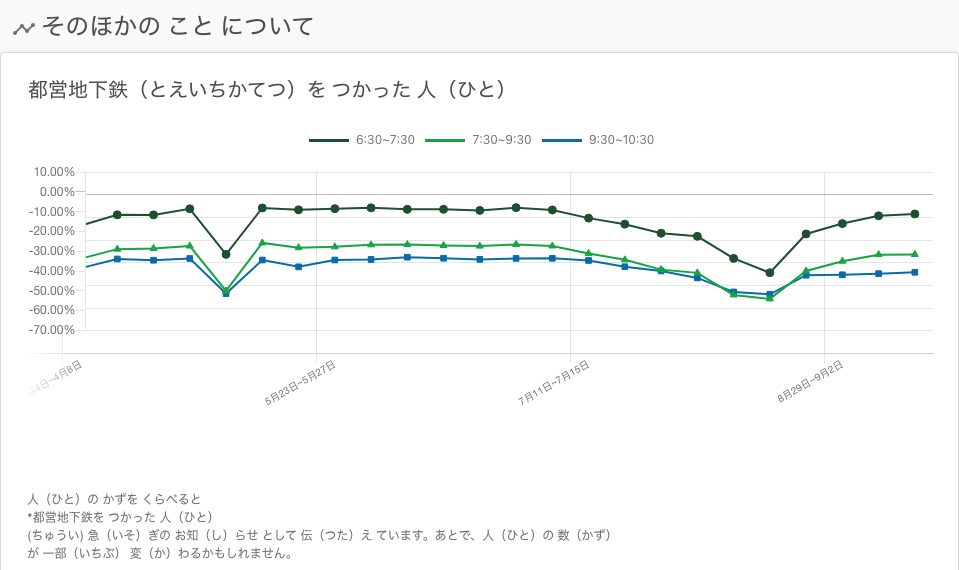 そのほかの こと について
都営地下鉄（とえいちかてつ）を つかった 人（ひと）
6:30~7:30 7:30~9:30 9:30~10:30
10.00%
0.00%
-10.00%
-20.00%
-30.00%
-40.00%
-50.00%
-60.00%
-70.00%
4日~4月8日 5月23日~5月27日 7月11日~7月15日 8月29日~9月2日
人（ひと）の かずを くらべると
*都営地下鉄を つかった 人（ひと）
(ちゅうい) 急（いそ）ぎの お知（し）らせ として 伝（つた）え ています。あとで、人（ひと）の 数（かず）
が 一部（いちぶ） 変（か）わるかもしれません。